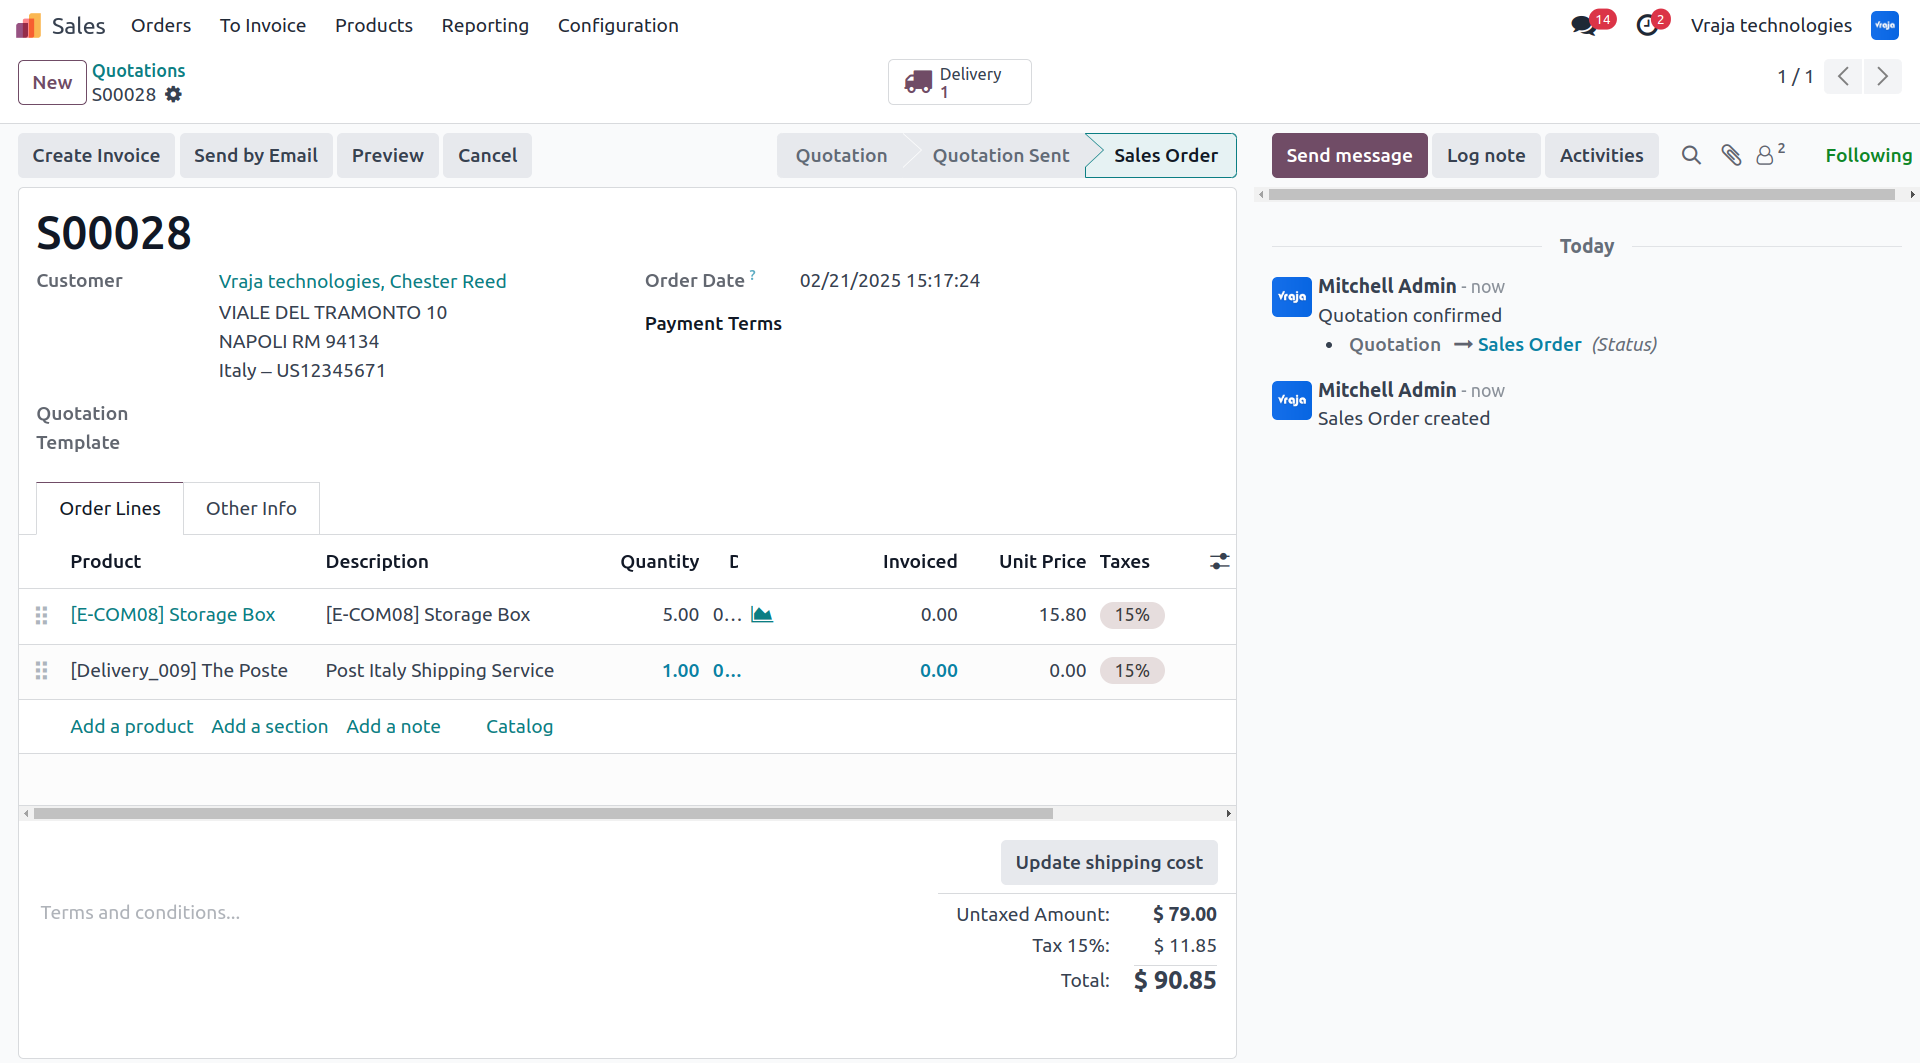 Sales Orders To Invoice Products Reporting Configuration 14 2 Vraja technologies vraja
New Quotations Delivery 1 / 1
S00028 1
Create Invoice Send by Email Preview Cancel Quotation Quotation Sent Sales Order Send message Log note Activities 2 Following
S00028
Customer Vraja technologies, Chester Reed Order Date ? 02/21/2025 15:17:24
VIALE DEL TRAMONTO 10 Payment Terms
NAPOLI RM 94134
Italy – US12345671
Quotation
Template
Order Lines Other Info
Product Description Quantity D Invoiced Unit Price Taxes
[E-COM08] Storage Box [E-COM08] Storage Box 5.00 0... 0.00 15.80 15%
[Delivery_009] The Poste Post Italy Shipping Service 1.00 0... 0.00 0.00 15%
Add a product Add a section Add a note Catalog
Update shipping cost
Terms and conditions...
Untaxed Amount: $ 79.00
Tax 15%: $ 11.85
Total: $ 90.85
Today
vraja Mitchell Admin - now
Quotation confirmed
• Quotation → Sales Order (Status)
vraja Mitchell Admin - now
Sales Order created